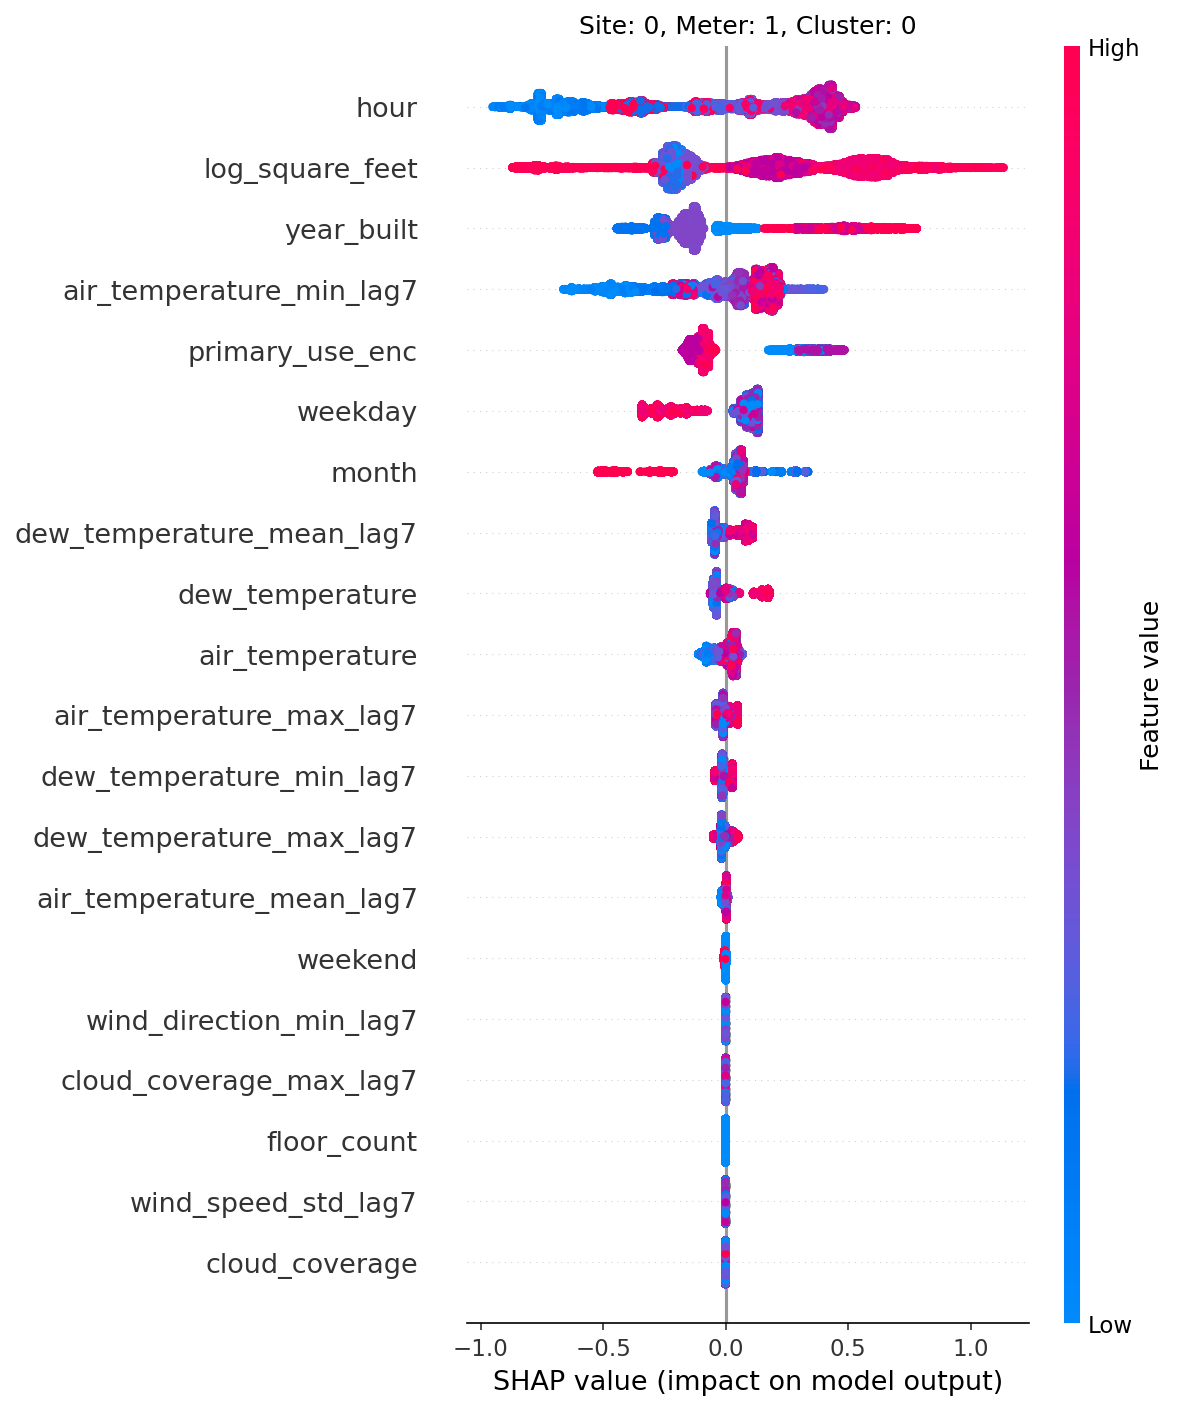 Site: 0, Meter: 1, Cluster: 0
High
hour
log_square_feet
year_built
air_temperature_min_lag7
primary_use_enc
weekday
month
dew_temperature_mean_lag7
dew_temperature
air_temperature
air_temperature_max_lag7
dew_temperature_min_lag7
dew_temperature_max_lag7
air_temperature_mean_lag7
weekend
wind_direction_min_lag7
cloud_coverage_max_lag7
floor_count
wind_speed_std_lag7
cloud_coverage
Feature value
Low
−1.0 −0.5 0.0 0.5 1.0
SHAP value (impact on model output)